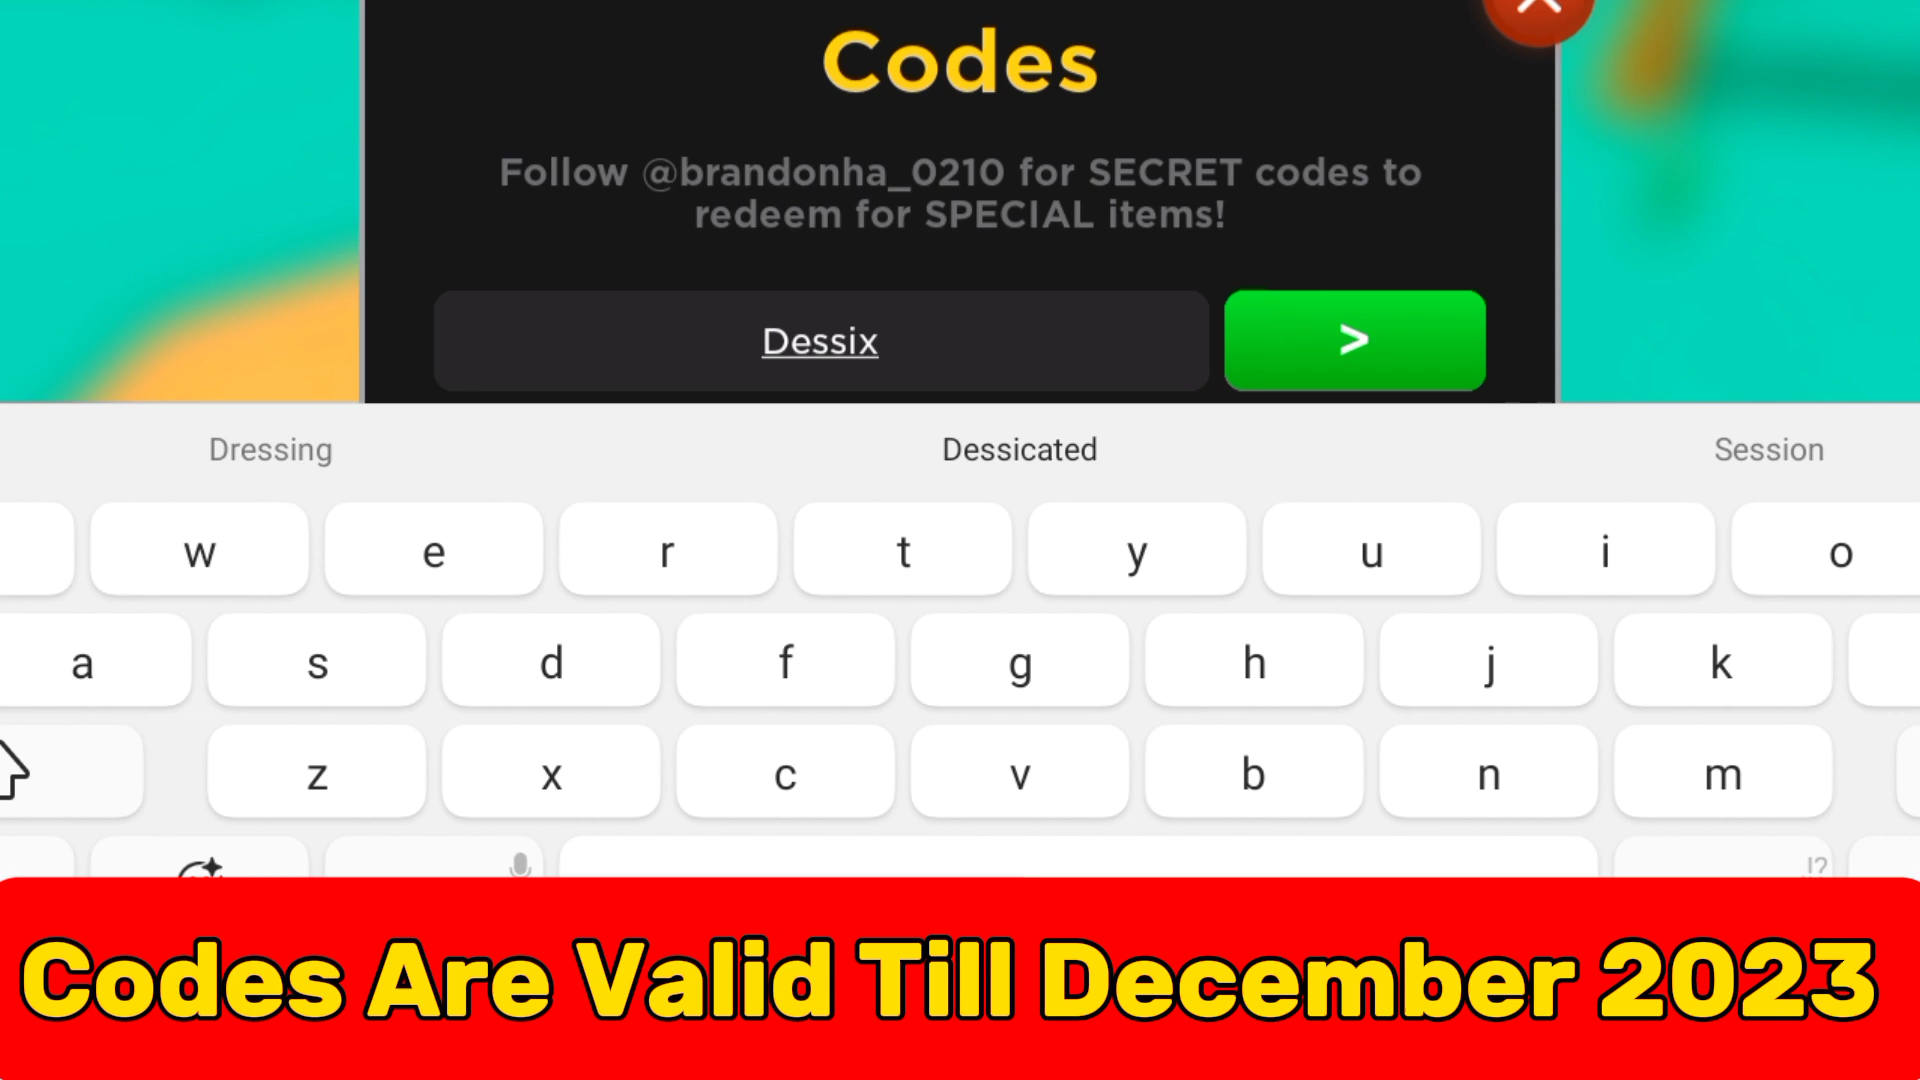 Codes
Follow @brandonha_0210 for SECRET codes to
redeem for SPECIAL items!
Dessix
>
Dressing Dessicated Session
w e r t y u i o
a s d f g h j k
z x c v b n m
!?
Codes Are Valid Till December 2023